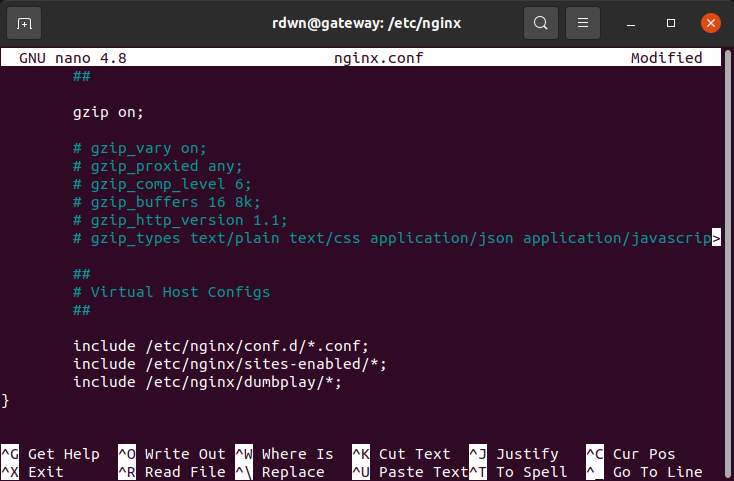 rdwn@gateway: /etc/nginx
GNU nano 4.8 nginx.conf Modified
##
gzip on;
# gzip_vary on;
# gzip_proxied any;
# gzip_comp_level 6;
# gzip_buffers 16 8k;
# gzip_http_version 1.1;
# gzip_types text/plain text/css application/json application/javascrip>
##
# Virtual Host Configs
##
include /etc/nginx/conf.d/*.conf;
include /etc/nginx/sites-enabled/*;
include /etc/nginx/dumbplay/*;
}
^G Get Help ^O Write Out ^W Where Is ^K Cut Text ^J Justify ^C Cur Pos
^X Exit ^R Read File ^\ Replace ^U Paste Text ^T To Spell ^_ Go To Line